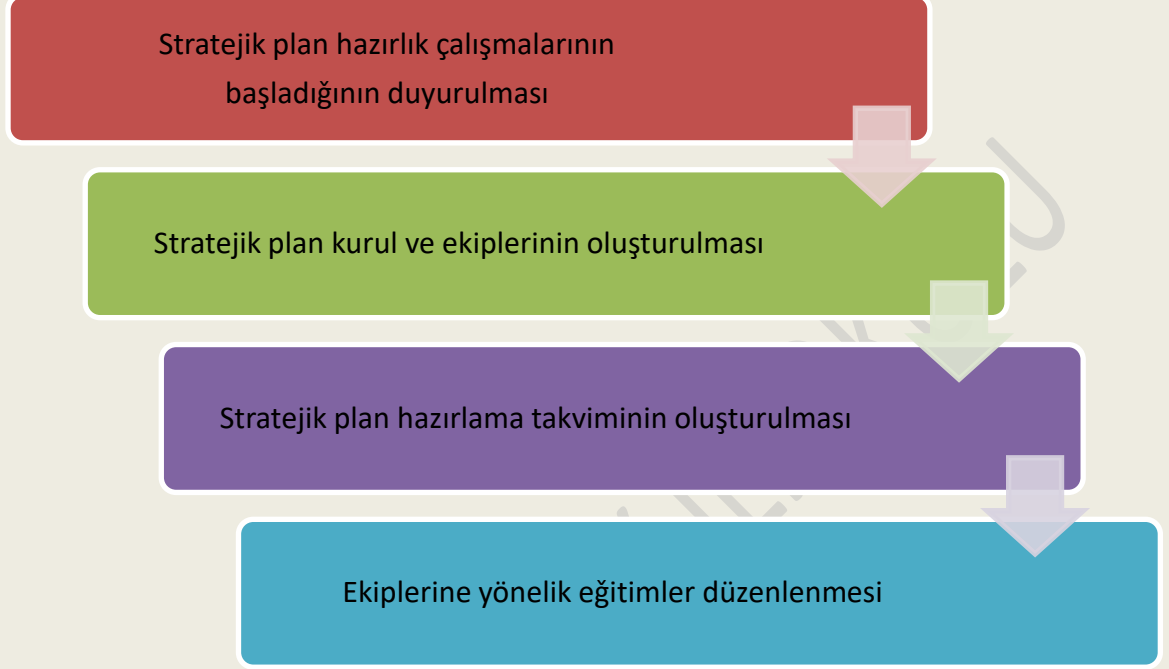 Stratejik plan hazırlık çalışmalarının
başladığının duyurulması
Stratejik plan kurul ve ekiplerinin oluşturulması
Stratejik plan hazırlama takviminin oluşturulması
Ekiplerine yönelik eğitimler düzenlenmesi